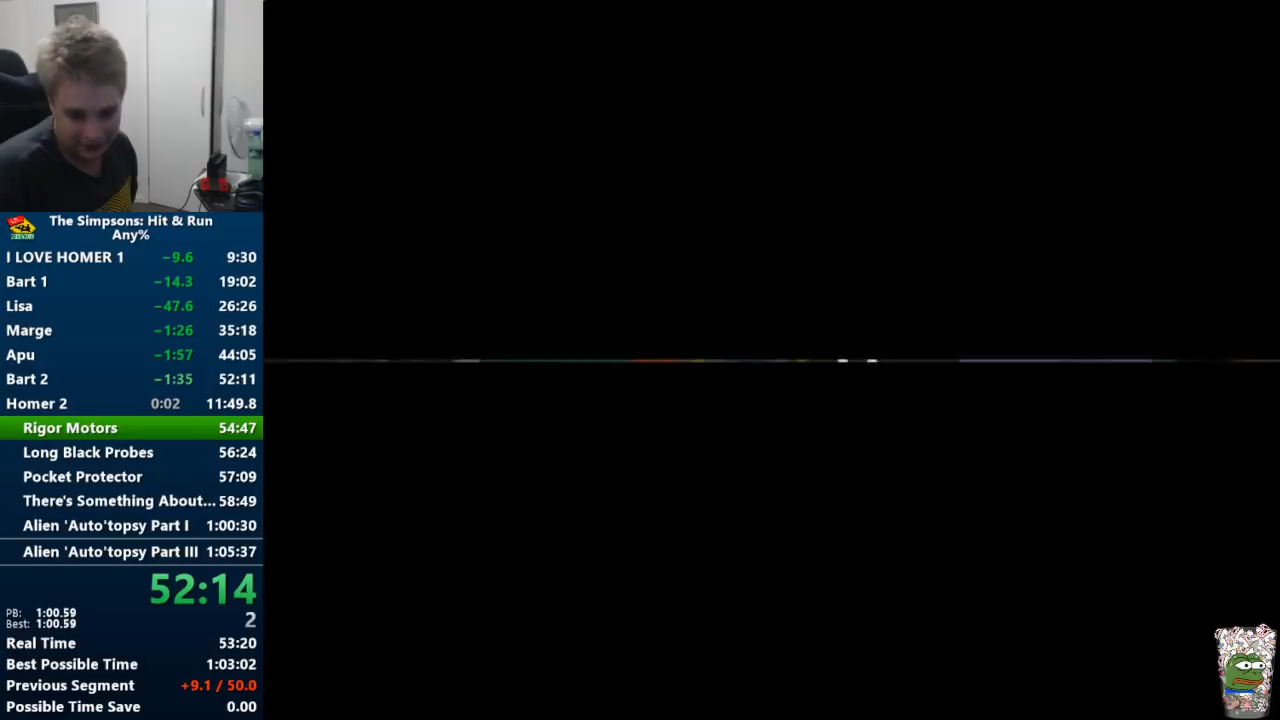 The Simpsons: Hit & Run
Any%
I LOVE HOMER 1 −9.6 9:30
Bart 1 −14.3 19:02
Lisa −47.6 26:26
Marge −1:26 35:18
Apu −1:57 44:05
Bart 2 −1:35 52:11
Homer 2 0:02 11:49.8
Rigor Motors 54:47
Long Black Probes 56:24
Pocket Protector 57:09
There's Something About... 58:49
Alien 'Auto'topsy Part I 1:00:30
Alien 'Auto'topsy Part III 1:05:37
52:14
PB: 1:00.59
Best: 1:00.59 2
Real Time 53:20
Best Possible Time 1:03:02
Previous Segment +9.1 / 50.0
Possible Time Save 0.00